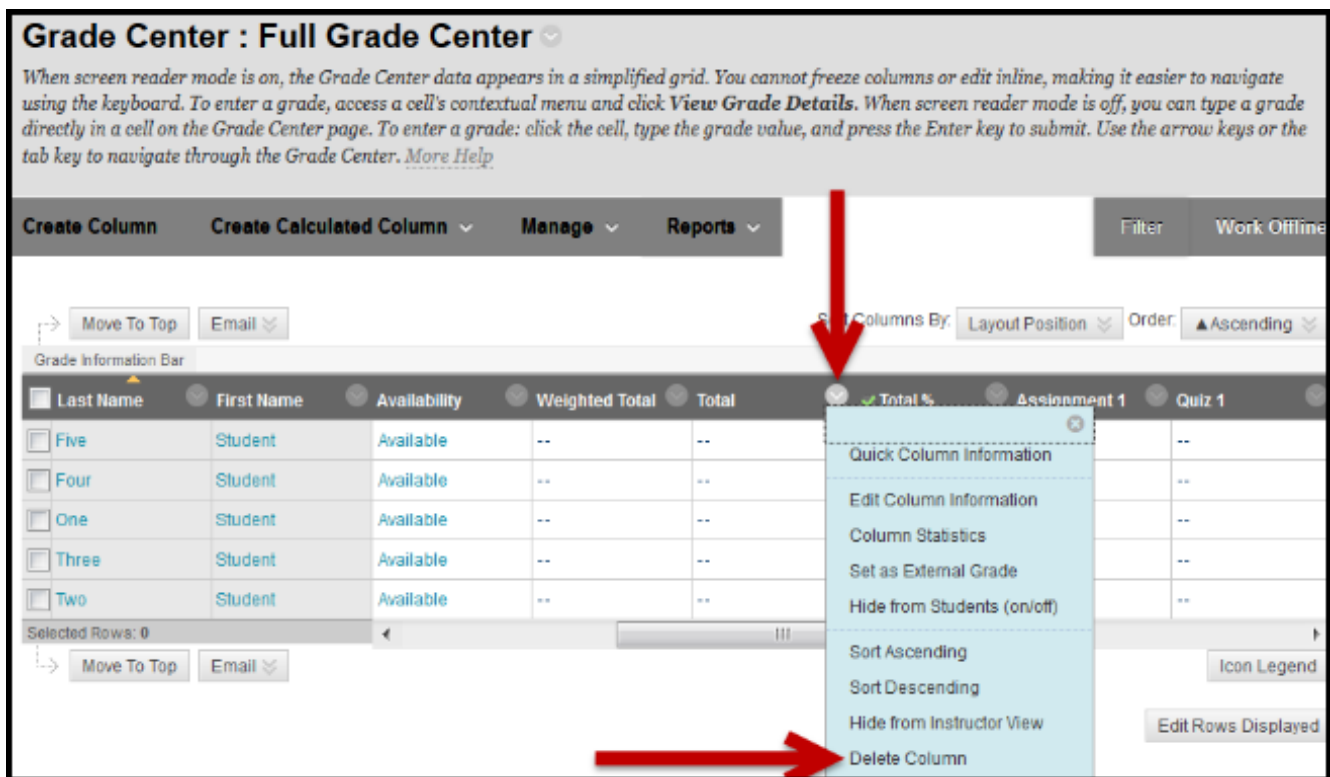 Grade Center : Full Grade Center
When screen reader mode is on, the Grade Center data appears in a simplified grid. You cannot freeze columns or edit inline, making it easier to navigate
using the keyboard. To enter a grade, access a cell's contextual menu and click View Grade Details. When screen reader mode is off, you can type a grade
directly in a cell on the Grade Center page. To enter a grade: click the cell, type the grade value, and press the Enter key to submit. Use the arrow keys or the
tab key to navigate through the Grade Center. More Help
Create Column Create Calculated Column Manage Reports Filter Work Offline
Move To Top Email Columns By: Layout Position Order: ▲Ascending
Grade Information Bar
Last Name First Name Availability Weighted Total Total Total % Assignment 1 Quiz 1
Five Student Available -- -- --
Four Student Available -- -- --
One Student Available -- -- --
Three Student Available -- -- --
Two Student Available -- -- --
Quick Column Information
Edit Column Information
Column Statistics
Set as External Grade
Hide from Students (on/off)
Sort Ascending
Sort Descending
Hide from Instructor View
Delete Column
Selected Rows: 0
Move To Top Email Icon Legend
Edit Rows Displayed